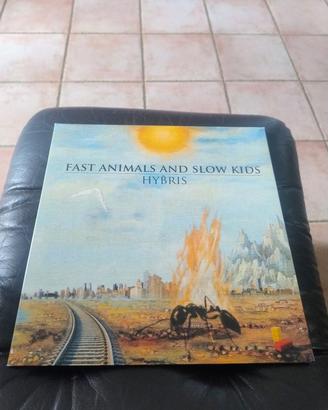 FAST ANIMALS AND SLOW KIDS
HYBRIS